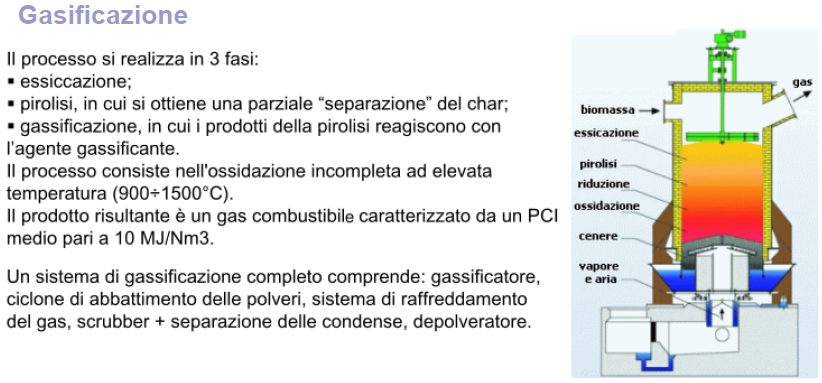 Gasificazione
Il processo si realizza in 3 fasi:
▪ essiccazione;
▪ pirolisi, in cui si ottiene una parziale “separazione” del char;
▪ gassificazione, in cui i prodotti della pirolisi reagiscono con
l’agente gassificante.
Il processo consiste nell'ossidazione incompleta ad elevata
temperatura (900÷1500°C).
Il prodotto risultante è un gas combustibile caratterizzato da un PCI
medio pari a 10 MJ/Nm3.
Un sistema di gassificazione completo comprende: gassificatore,
ciclone di abbattimento delle polveri, sistema di raffreddamento
del gas, scrubber + separazione delle condense, depolveratore.
gas
biomassa
essicazione
pirolisi
riduzione
ossidazione
cenere
vapore
e aria